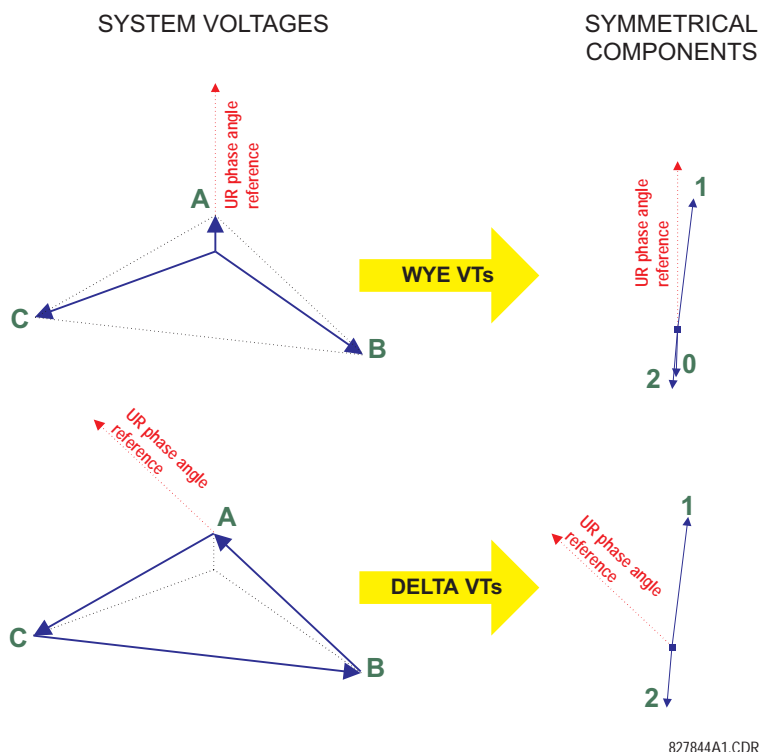 SYSTEM VOLTAGES
SYMMETRICAL
COMPONENTS
A
UR phase angle
reference
C
B
WYE VTs
UR phase angle
reference
1
2
0
UR phase angle
reference
A
C
B
DELTA VTs
UR phase angle
reference
1
2
827844A1.CDR